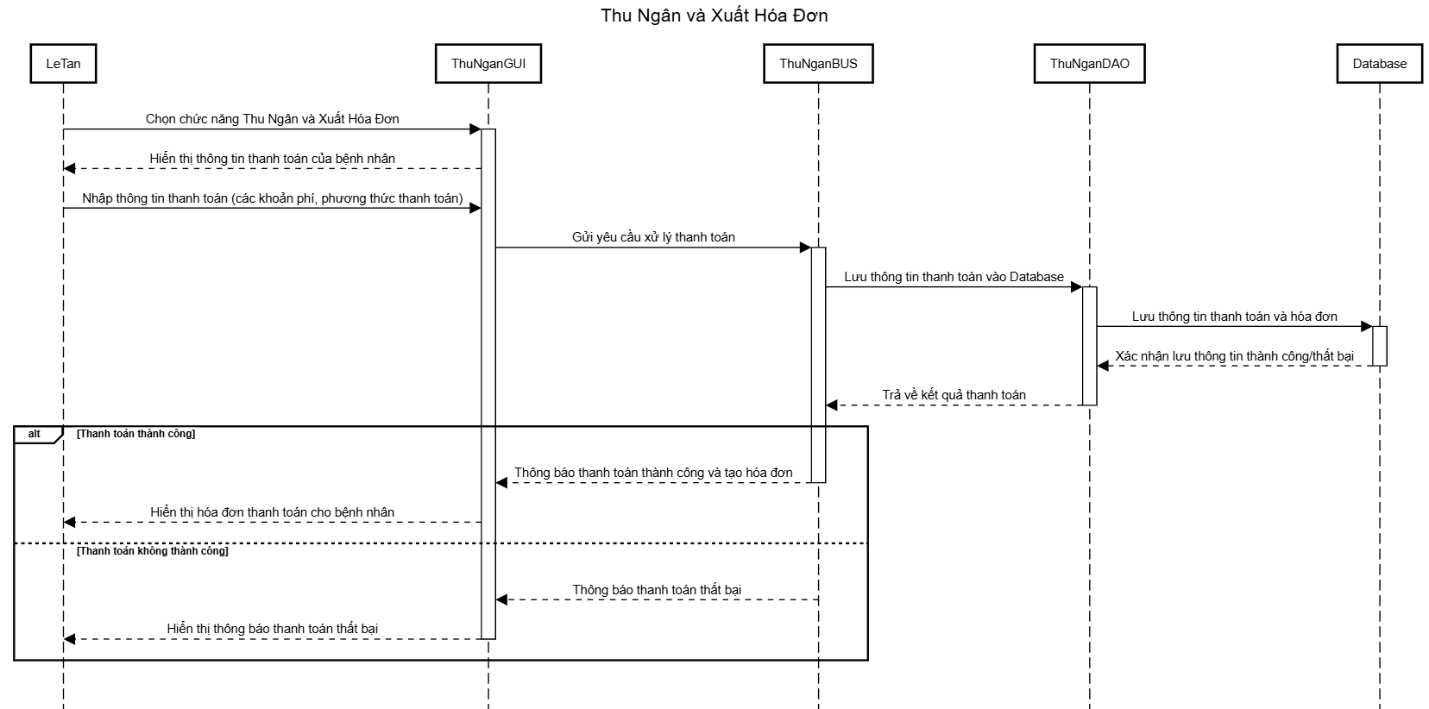 Thu Ngân và Xuất Hóa Đơn
LeTan
ThuNganGUI
ThuNganBUS
ThuNganDAO
Database
Chọn chức năng Thu Ngân và Xuất Hóa Đơn
Hiển thị thông tin thanh toán của bệnh nhân
Nhập thông tin thanh toán (các khoản phí, phương thức thanh toán)
Gửi yêu cầu xử lý thanh toán
Lưu thông tin thanh toán vào Database
Lưu thông tin thanh toán và hóa đơn
Xác nhận lưu thông tin thành công/thất bại
Trả về kết quả thanh toán
alt
[Thanh toán thành công]
Thông báo thanh toán thành công và tạo hóa đơn
Hiển thị hóa đơn thanh toán cho bệnh nhân
[Thanh toán không thành công]
Thông báo thanh toán thất bại
Hiển thị thông báo thanh toán thất bại